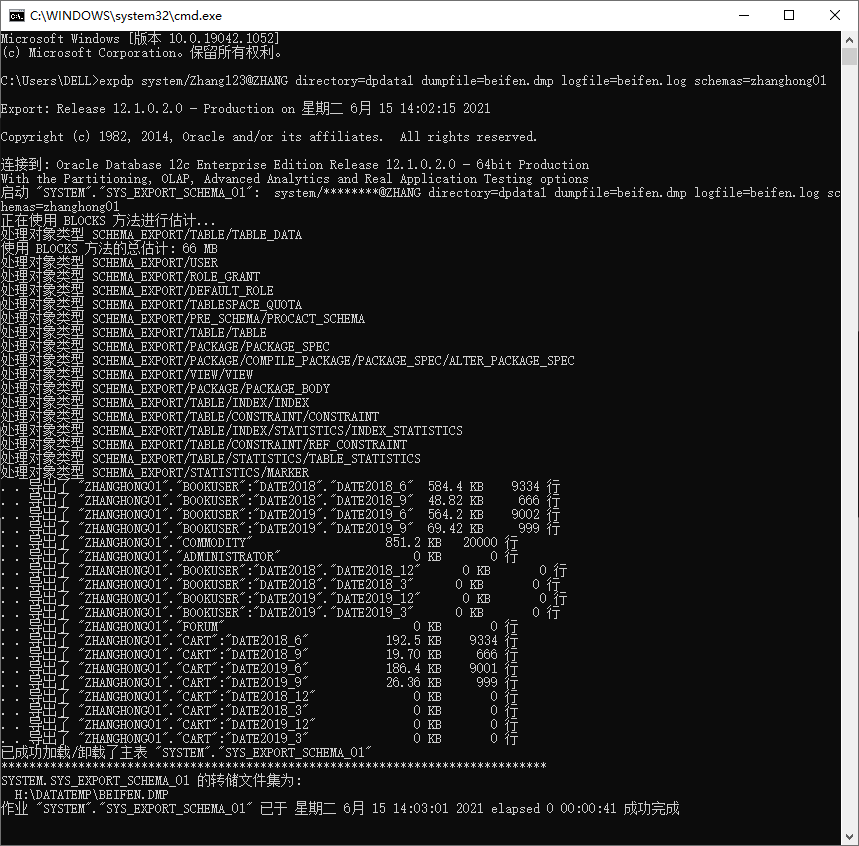 C:\WINDOWS\system32\cmd.exe
Microsoft Windows [版本 10.0.19042.1052]
(c) Microsoft Corporation。保留所有权利。
C:\Users\DELL>expdp system/Zhang123@ZHANG directory=dpdata1 dumpfile=beifen.dmp logfile=beifen.log schemas=zhanghong01
Export: Release 12.1.0.2.0 - Production on 星期二 6月 15 14:02:15 2021
Copyright (c) 1982, 2014, Oracle and/or its affiliates.  All rights reserved.
连接到: Oracle Database 12c Enterprise Edition Release 12.1.0.2.0 - 64bit Production
With the Partitioning, OLAP, Advanced Analytics and Real Application Testing options
启动 "SYSTEM"."SYS_EXPORT_SCHEMA_01":  system/********@ZHANG directory=dpdata1 dumpfile=beifen.dmp logfile=beifen.log sc
hemas=zhanghong01
正在使用 BLOCKS 方法进行估计...
处理对象类型 SCHEMA_EXPORT/TABLE/TABLE_DATA
使用 BLOCKS 方法的总估计: 66 MB
处理对象类型 SCHEMA_EXPORT/USER
处理对象类型 SCHEMA_EXPORT/ROLE_GRANT
处理对象类型 SCHEMA_EXPORT/DEFAULT_ROLE
处理对象类型 SCHEMA_EXPORT/TABLESPACE_QUOTA
处理对象类型 SCHEMA_EXPORT/PRE_SCHEMA/PROCACT_SCHEMA
处理对象类型 SCHEMA_EXPORT/TABLE/TABLE
处理对象类型 SCHEMA_EXPORT/PACKAGE/PACKAGE_SPEC
处理对象类型 SCHEMA_EXPORT/PACKAGE/COMPILE_PACKAGE/PACKAGE_SPEC/ALTER_PACKAGE_SPEC
处理对象类型 SCHEMA_EXPORT/VIEW/VIEW
处理对象类型 SCHEMA_EXPORT/PACKAGE/PACKAGE_BODY
处理对象类型 SCHEMA_EXPORT/TABLE/INDEX/INDEX
处理对象类型 SCHEMA_EXPORT/TABLE/CONSTRAINT/CONSTRAINT
处理对象类型 SCHEMA_EXPORT/TABLE/INDEX/STATISTICS/INDEX_STATISTICS
处理对象类型 SCHEMA_EXPORT/TABLE/CONSTRAINT/REF_CONSTRAINT
处理对象类型 SCHEMA_EXPORT/TABLE/STATISTICS/TABLE_STATISTICS
处理对象类型 SCHEMA_EXPORT/STATISTICS/MARKER
. . 导出了 "ZHANGHONG01"."BOOKUSER":"DATE2018"."DATE2018_6"  584.4 KB    9334 行
. . 导出了 "ZHANGHONG01"."BOOKUSER":"DATE2018"."DATE2018_9"  48.82 KB     666 行
. . 导出了 "ZHANGHONG01"."BOOKUSER":"DATE2019"."DATE2019_6"  564.2 KB    9002 行
. . 导出了 "ZHANGHONG01"."BOOKUSER":"DATE2019"."DATE2019_9"  69.42 KB     999 行
. . 导出了 "ZHANGHONG01"."COMMODITY"                   851.2 KB   20000 行
. . 导出了 "ZHANGHONG01"."ADMINISTRATOR"                   0 KB       0 行
. . 导出了 "ZHANGHONG01"."BOOKUSER":"DATE2018"."DATE2018_12"      0 KB       0 行
. . 导出了 "ZHANGHONG01"."BOOKUSER":"DATE2018"."DATE2018_3"      0 KB       0 行
. . 导出了 "ZHANGHONG01"."BOOKUSER":"DATE2019"."DATE2019_12"      0 KB       0 行
. . 导出了 "ZHANGHONG01"."BOOKUSER":"DATE2019"."DATE2019_3"      0 KB       0 行
. . 导出了 "ZHANGHONG01"."FORUM"                           0 KB       0 行
. . 导出了 "ZHANGHONG01"."CART":"DATE2018_6"           192.5 KB    9334 行
. . 导出了 "ZHANGHONG01"."CART":"DATE2018_9"           19.70 KB     666 行
. . 导出了 "ZHANGHONG01"."CART":"DATE2019_6"           186.4 KB    9001 行
. . 导出了 "ZHANGHONG01"."CART":"DATE2019_9"           26.36 KB     999 行
. . 导出了 "ZHANGHONG01"."CART":"DATE2018_12"              0 KB       0 行
. . 导出了 "ZHANGHONG01"."CART":"DATE2018_3"               0 KB       0 行
. . 导出了 "ZHANGHONG01"."CART":"DATE2019_12"              0 KB       0 行
. . 导出了 "ZHANGHONG01"."CART":"DATE2019_3"               0 KB       0 行
已成功加载/卸载了主表 "SYSTEM"."SYS_EXPORT_SCHEMA_01"
******************************************************************************
SYSTEM.SYS_EXPORT_SCHEMA_01 的转储文件集为:
  H:\DATATEMP\BEIFEN.DMP
作业 "SYSTEM"."SYS_EXPORT_SCHEMA_01" 已于 星期二 6月 15 14:03:01 2021 elapsed 0 00:00:41 成功完成